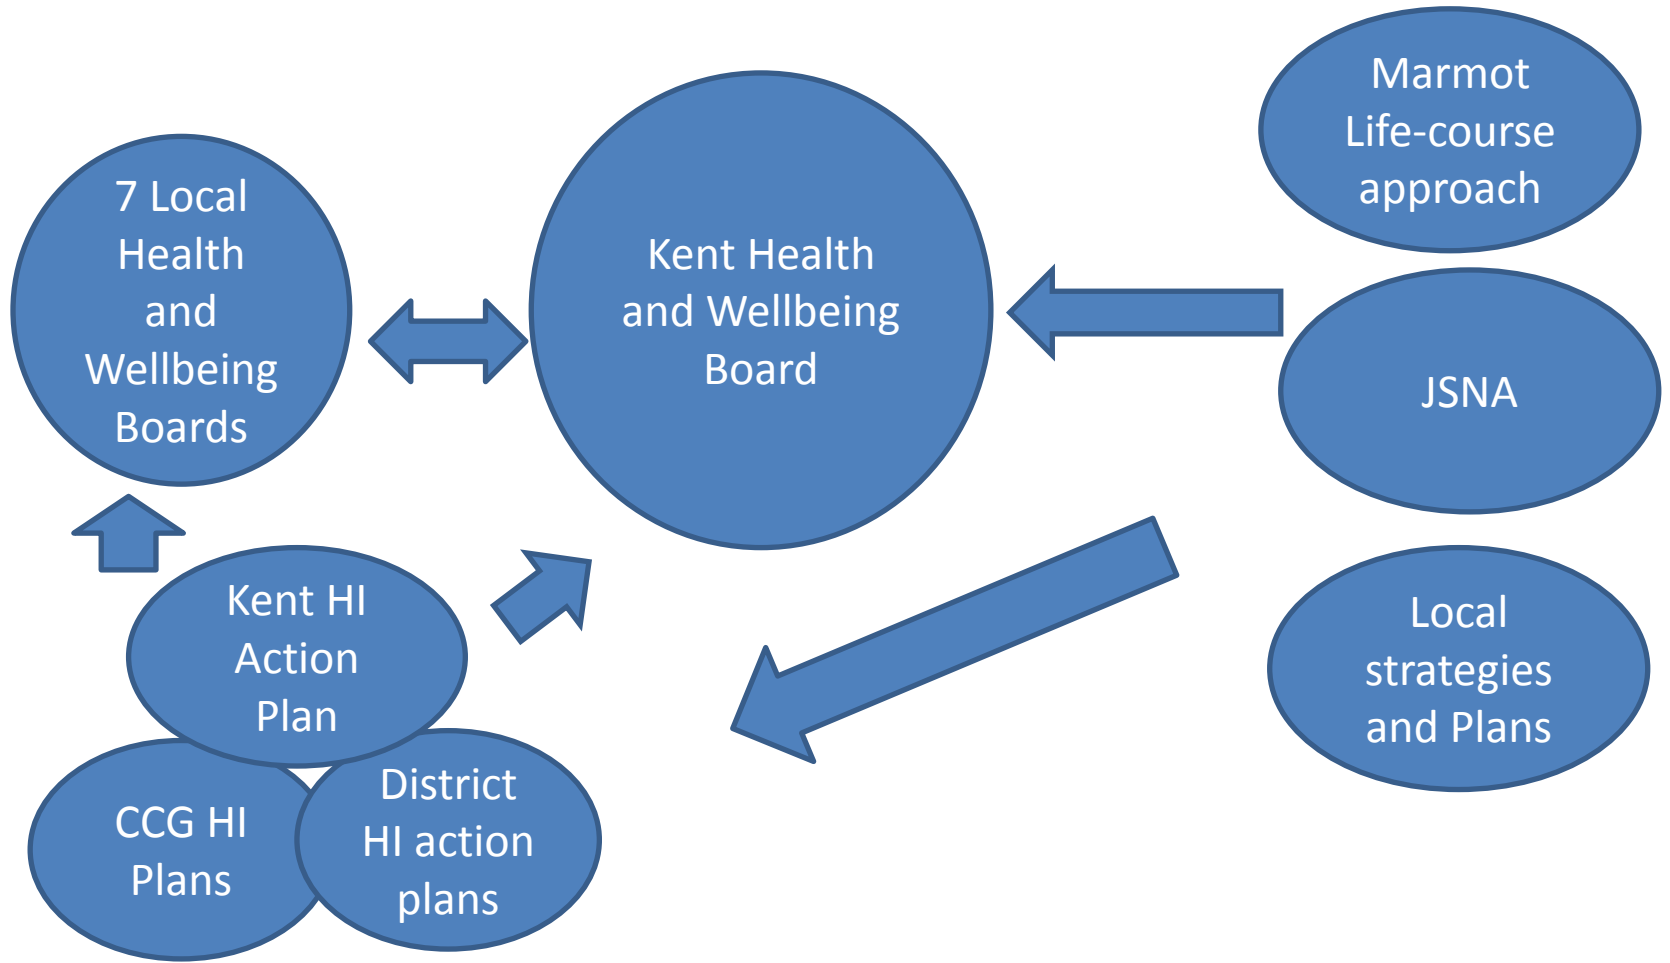 7 Local
Health
and
Wellbeing
Boards
Kent Health
and Wellbeing
Board
Marmot
Life-course
approach
JSNA
Local
strategies
and Plans
Kent HI
Action
Plan
CCG HI
Plans
District
HI action
plans